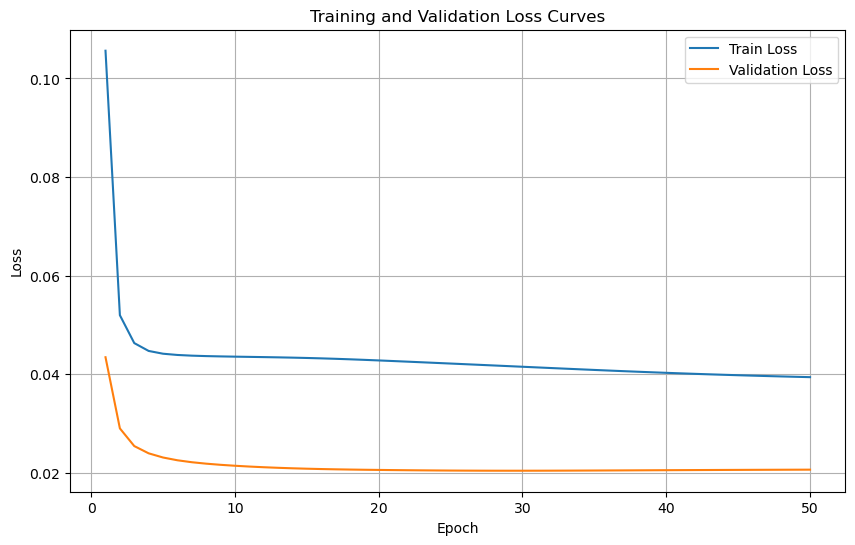 Training and Validation Loss Curves
Train Loss
Validation Loss
0.10
0.08
0.06
0.04
0.02
Loss
0
10
20
30
40
50
Epoch